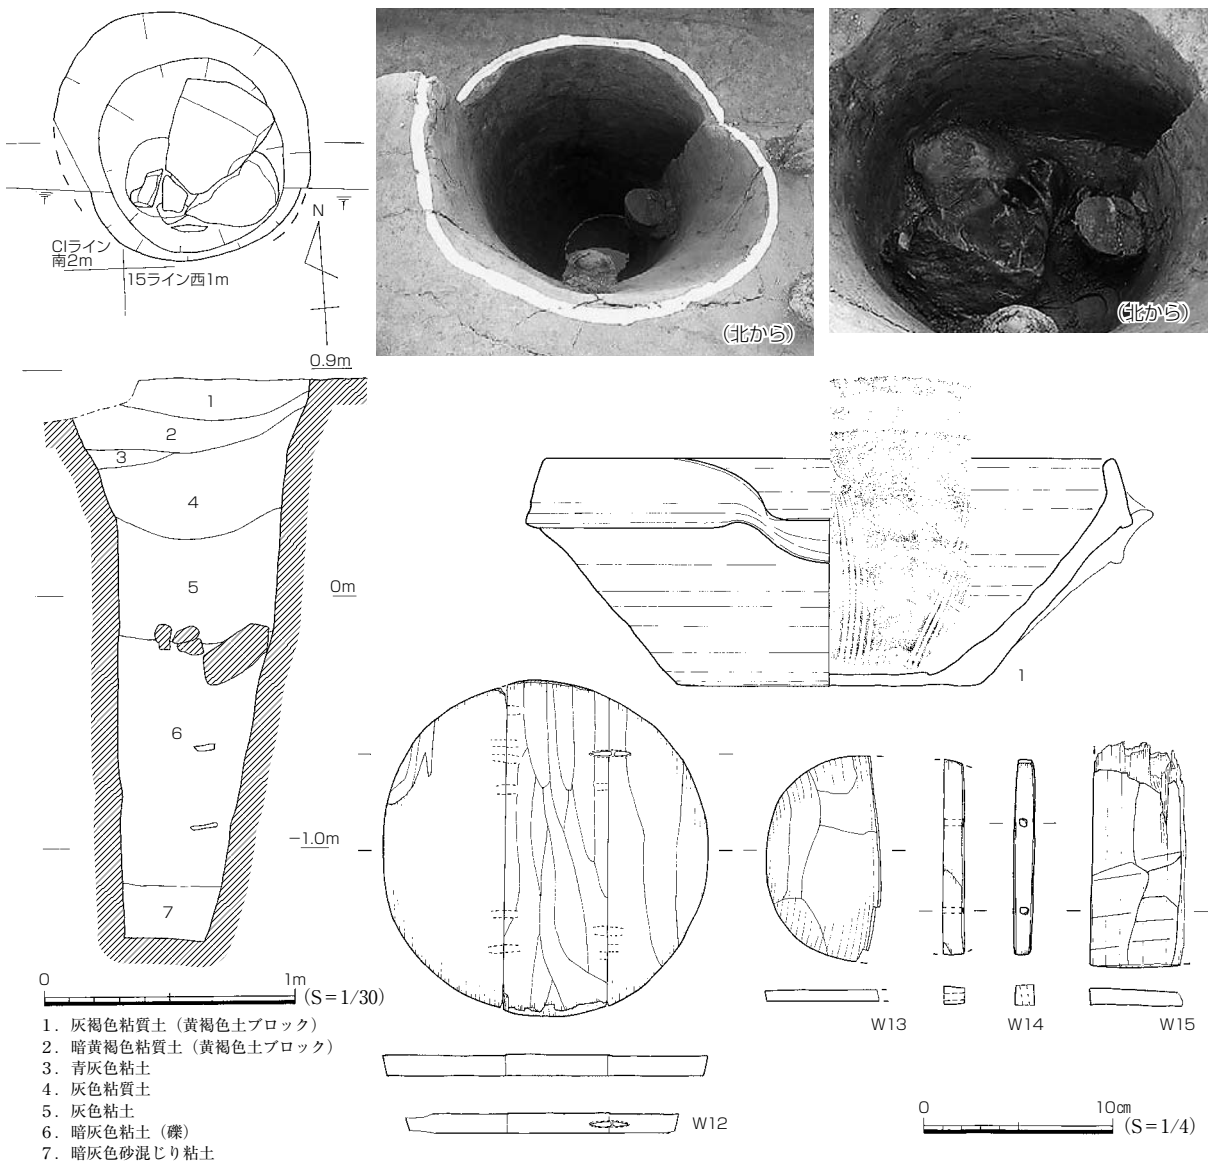 CIライン
南2m
15ライン西1m
N
(北から)
(北から)
0.9m
1
2
3
4
5
6
7
0m
−1.0m
0 1m (S=1/30)
1. 灰褐色粘質土(黄褐色土ブロック)
2. 暗黄褐色粘質土(黄褐色土ブロック)
3. 青灰色粘土
4. 灰色粘質土
5. 灰色粘土
6. 暗灰色粘土(礫)
7. 暗灰色砂混じり粘土
1
W12
W13
W14
W15
0 10㎝ (S=1/4)